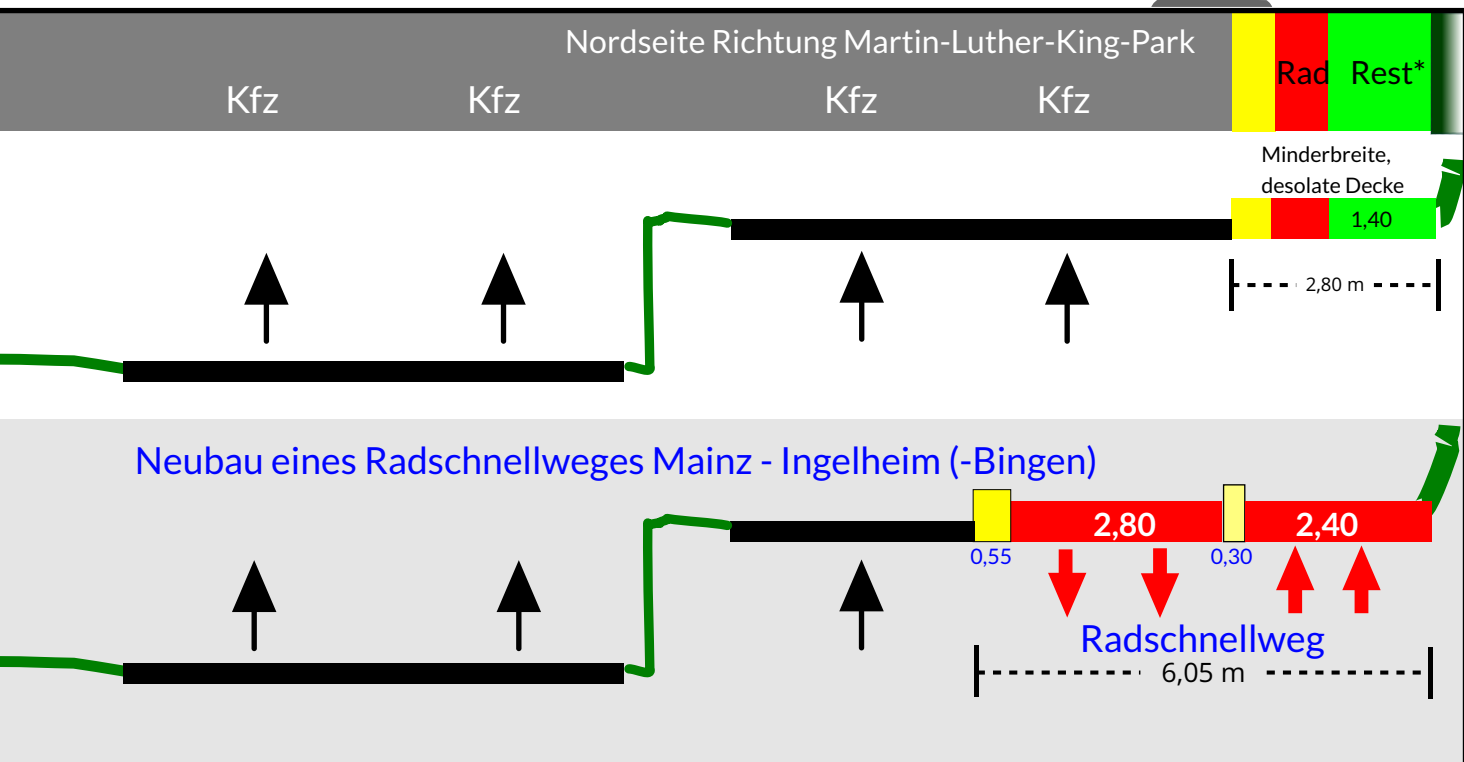 Nordseite Richtung Martin-Luther-King-Park
Rad Rest*
Kfz Kfz Kfz Kfz
Minderbreite,
desolate Decke
1,40
2,80 m
Neubau eines Radschnellweges Mainz - Ingelheim (-Bingen)
2,80 2,40
0,55 0,30
Radschnellweg
6,05 m